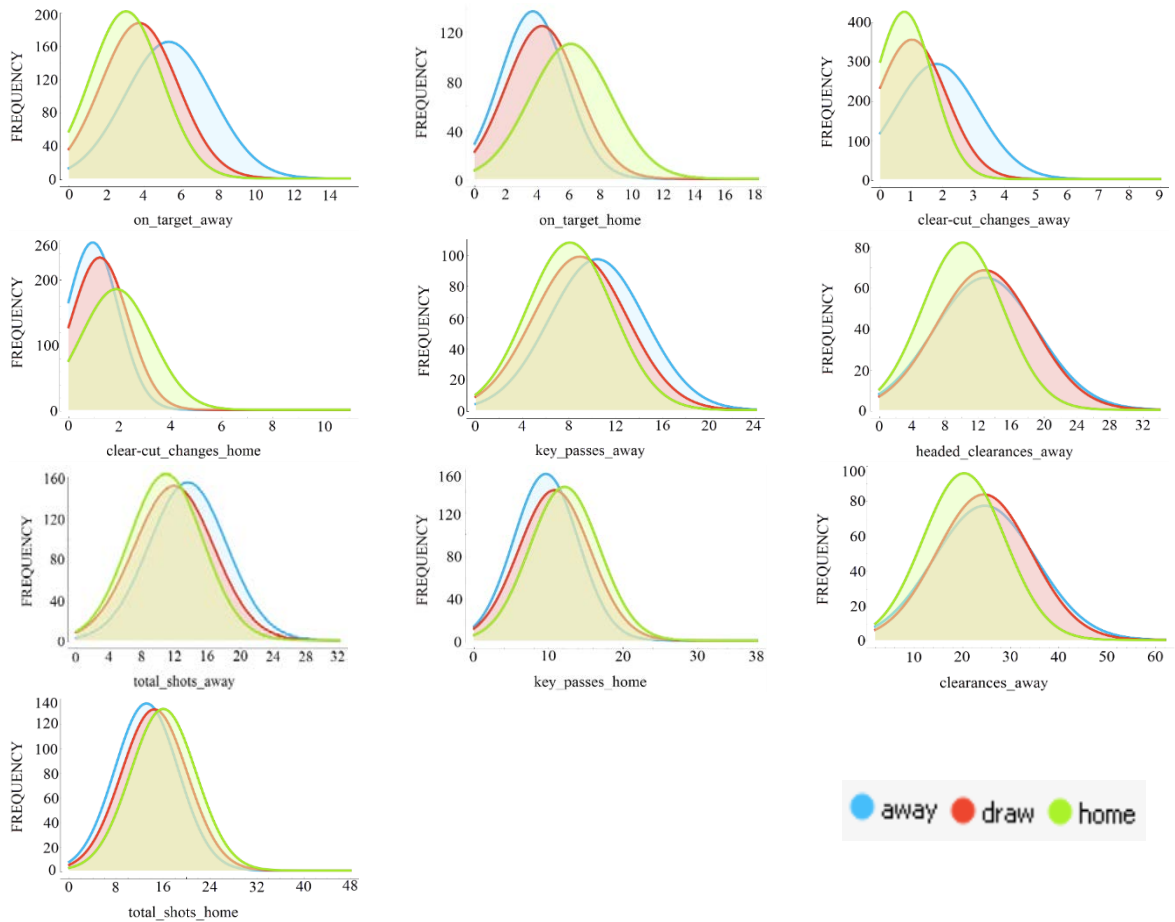 FREQUENCY
200
160
120
80
40
0
0 2 4 6 8 10 12 14
on_target_away
FREQUENCY
120
80
40
0
0 2 4 6 8 10 12 14 16 18
on_target_home
FREQUENCY
400
300
200
100
0 1 2 3 4 5 6 7 8 9
clear-cut_changes_away
FREQUENCY
260
200
100
0
0 2 4 6 8 10
clear-cut_changes_home
FREQUENCY
100
80
60
40
20
0
0 4 8 12 16 20 24
key_passes_away
FREQUENCY
80
60
40
20
0
0 4 8 12 16 20 24 28 32
headed_clearances_away
FREQUENCY
160
120
80
40
0
0 4 8 12 16 20 24 28 32
total_shots_away
FREQUENCY
160
120
80
40
0
0 10 20 30 38
key_passes_home
FREQUENCY
100
80
60
40
20
0
10 20 30 40 50 60
clearances_away
FREQUENCY
140
120
100
80
60
40
20
0
0 8 16 24 32 40 48
total_shots_home
away draw home